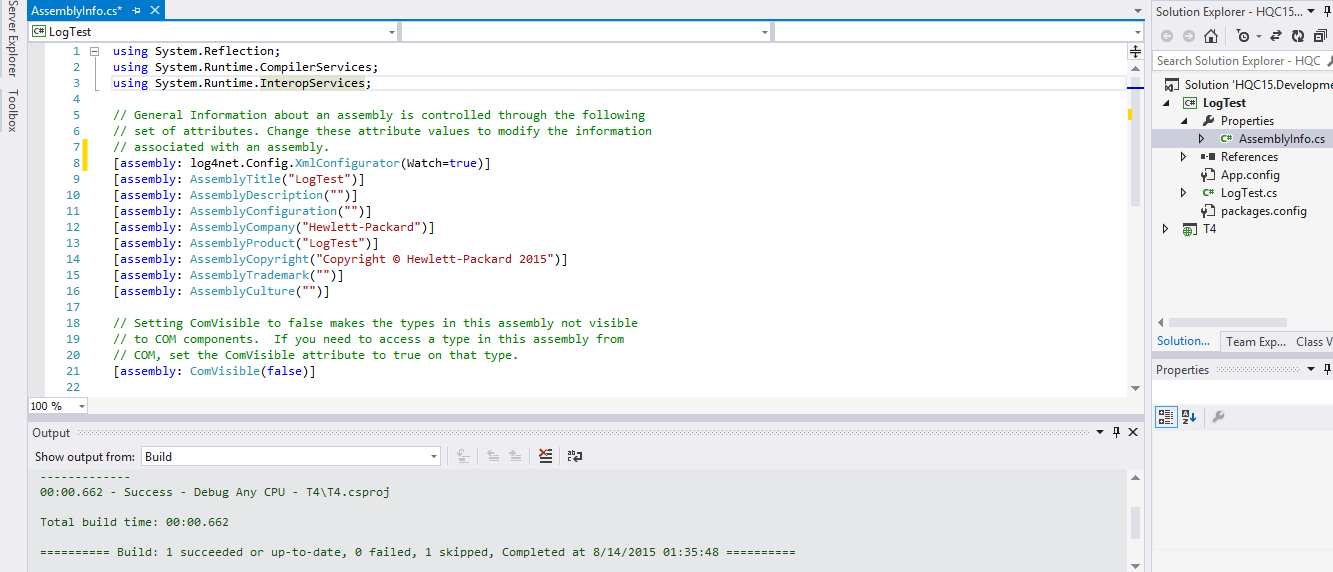 Server Explorer
Toolbox
AssemblyInfo.cs*
C# LogTest
1 using System.Reflection;
2 using System.Runtime.CompilerServices;
3 using System.Runtime.InteropServices;
4
5 // General Information about an assembly is controlled through the following
6 // set of attributes. Change these attribute values to modify the information
7 // associated with an assembly.
8 [assembly: log4net.Config.XmlConfigurator(Watch=true)]
9 [assembly: AssemblyTitle("LogTest")]
10 [assembly: AssemblyDescription("")]
11 [assembly: AssemblyConfiguration("")]
12 [assembly: AssemblyCompany("Hewlett-Packard")]
13 [assembly: AssemblyProduct("LogTest")]
14 [assembly: AssemblyCopyright("Copyright © Hewlett-Packard 2015")]
15 [assembly: AssemblyTrademark("")]
16 [assembly: AssemblyCulture("")]
17
18 // Setting ComVisible to false makes the types in this assembly not visible
19 // to COM components.  If you need to access a type in this assembly from
20 // COM, set the ComVisible attribute to true on that type.
21 [assembly: ComVisible(false)]
22
100 %
Output
Show output from: Build
-------------
00:00.662 - Success - Debug Any CPU - T4\T4.csproj
Total build time: 00:00.662
========== Build: 1 succeeded or up-to-date, 0 failed, 1 skipped, Completed at 8/14/2015 01:35:48 ==========
Solution Explorer - HQC15...
Search Solution Explorer - HQC
Solution 'HQC15.Developme
C# LogTest
Properties
C# AssemblyInfo.cs
References
App.config
C# LogTest.cs
packages.config
T4
Solution... Team Exp... Class V
Properties